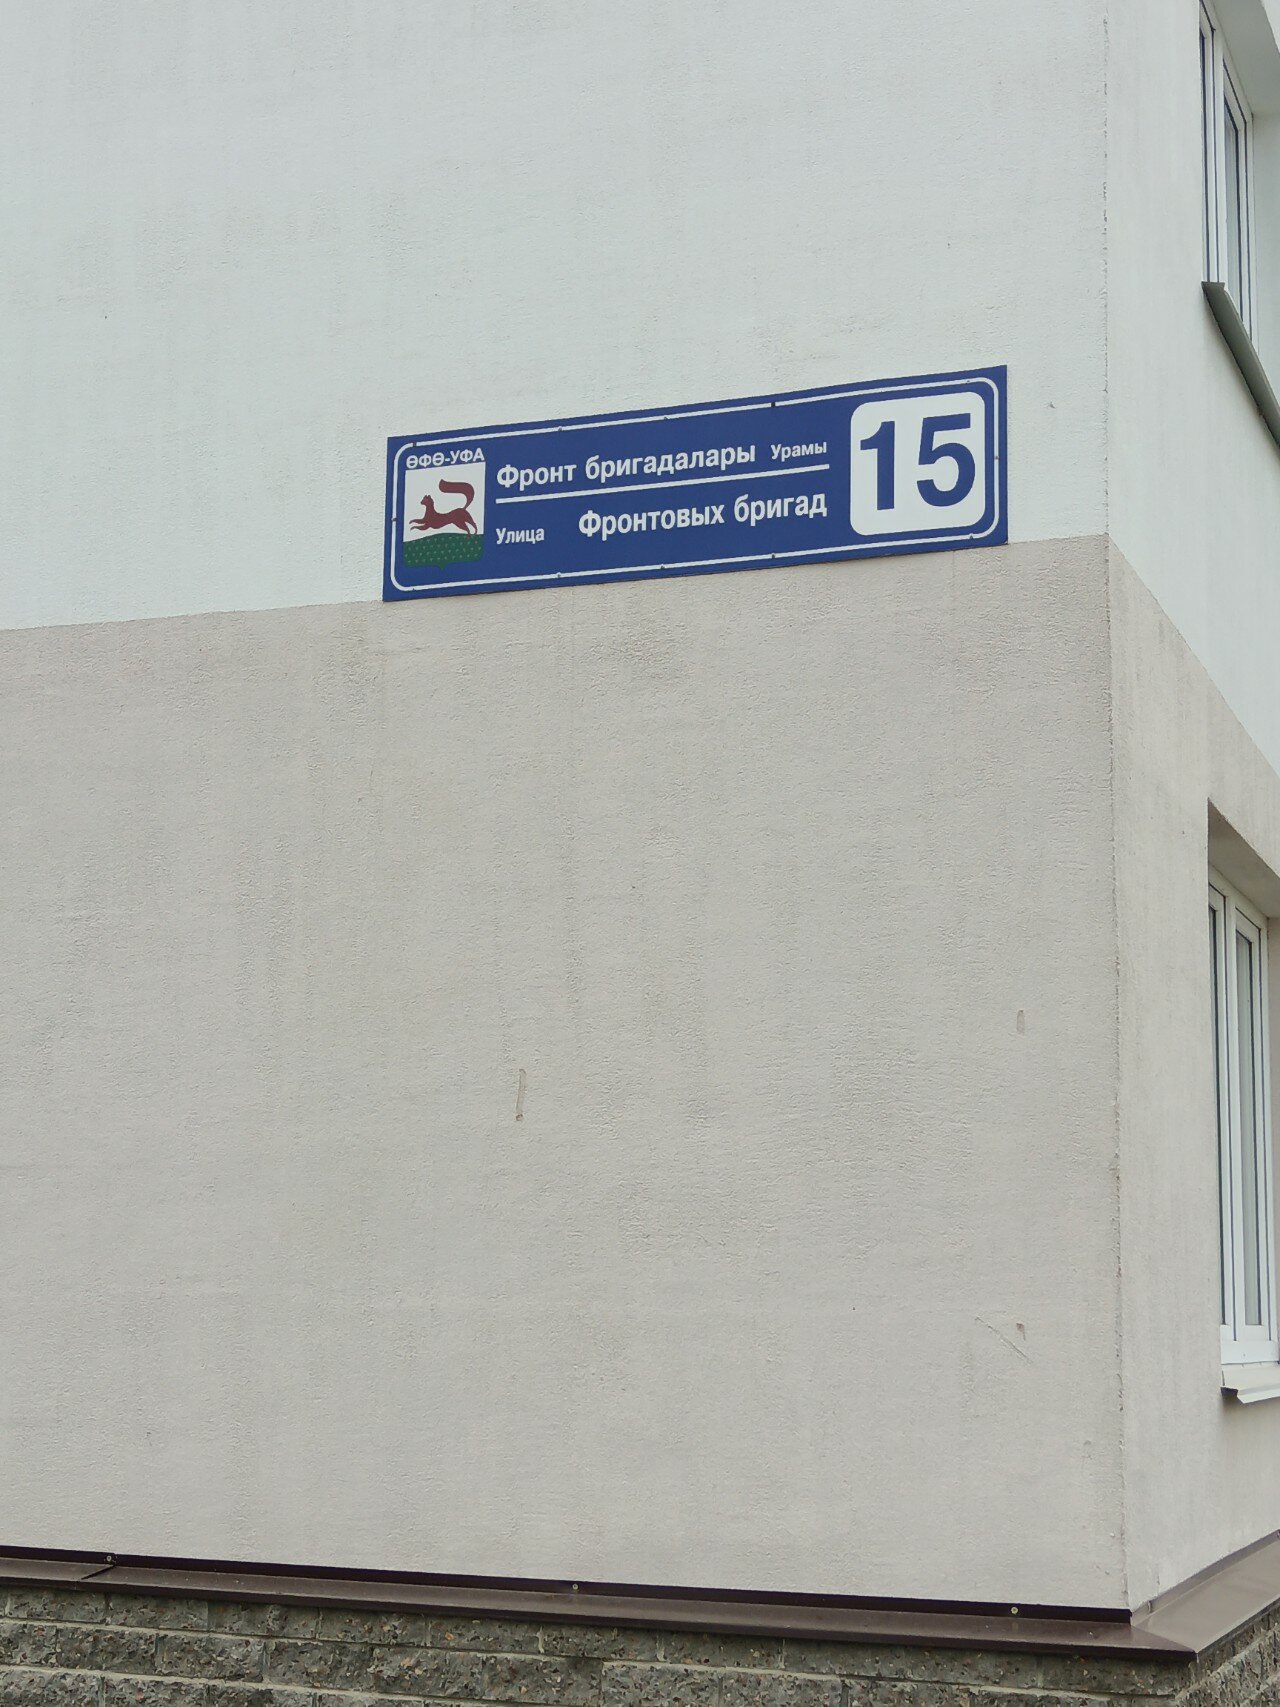 ӨФӨ-УФА
Фронт бригадалары Урамы
Улица Фронтовых бригад
15